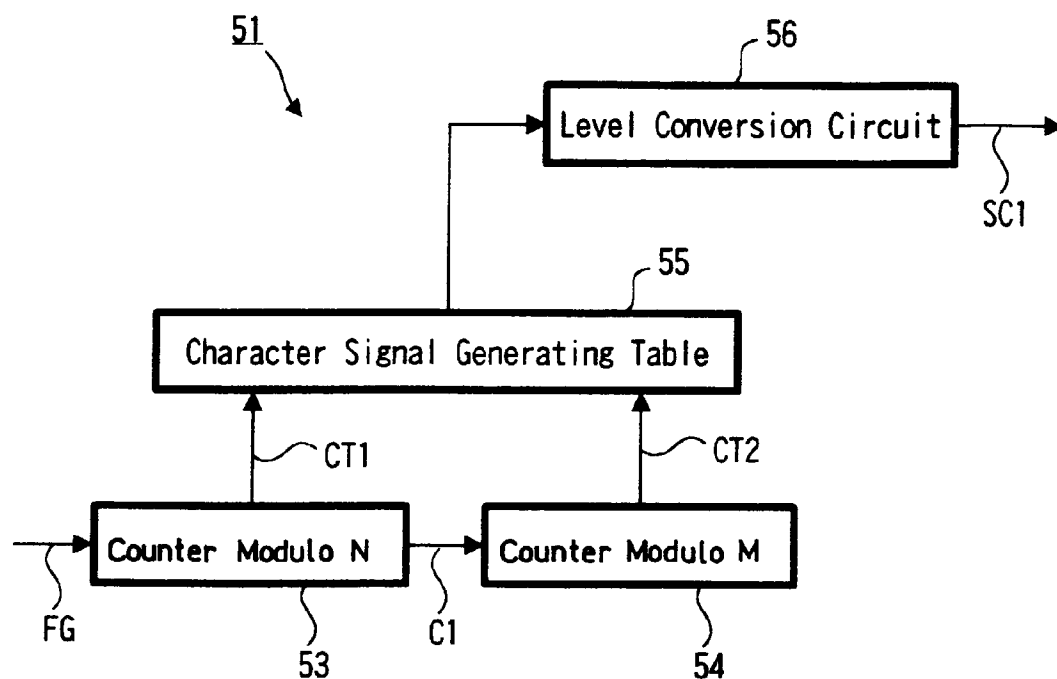 51
56
Level Conversion Circuit
SC1
55
Character Signal Generating Table
CT1
CT2
Counter Modulo N
Counter Modulo M
FG
53
C1
54